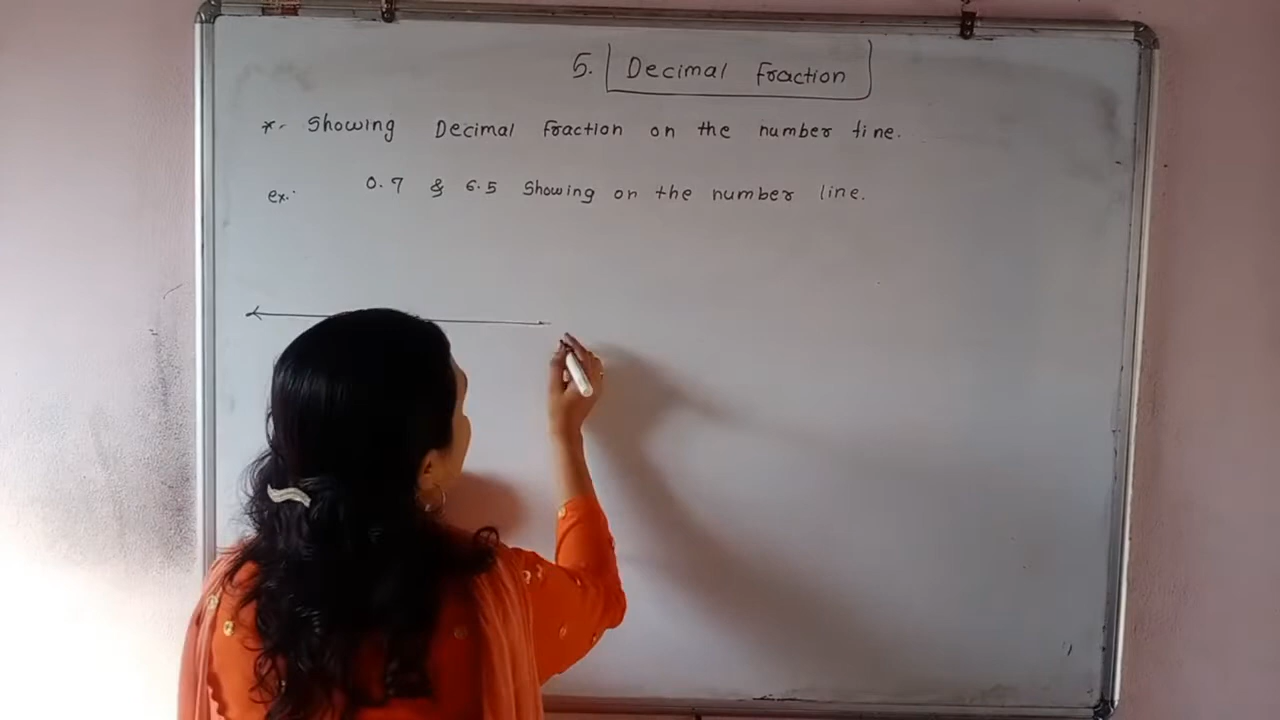 5. Decimal Fraction
*. Showing Decimal Fraction on the number line.
ex:- 0.7 & 6.5 Showing on the number line.